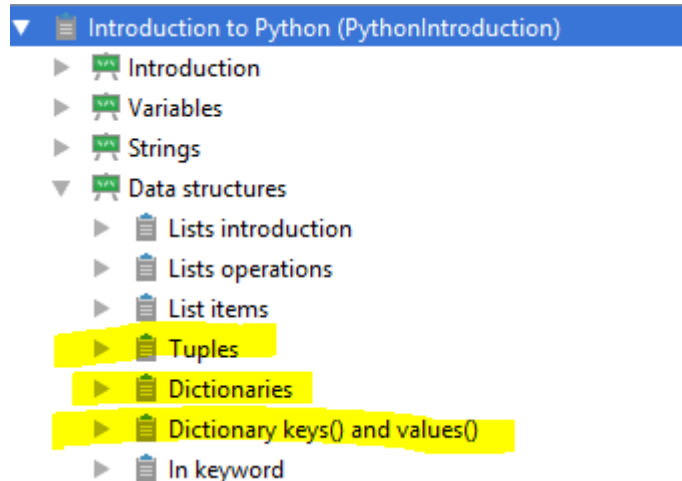 Introduction to Python (PythonIntroduction)
Introduction
Variables
Strings
Data structures
Lists introduction
Lists operations
List items
Tuples
Dictionaries
Dictionary keys() and values()
In keyword